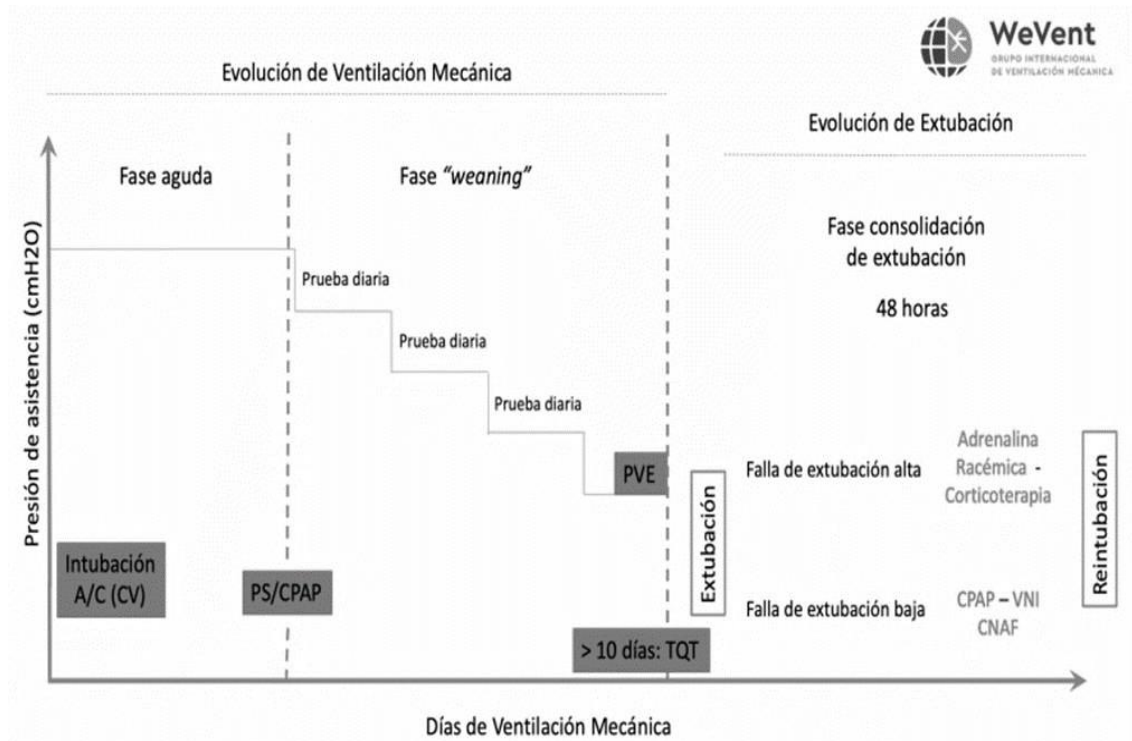 WeVent
GRUPO INTERNACIONAL
DE VENTILACIÓN MÉCANICA
Evolución de Ventilación Mecánica
Evolución de Extubación
Fase aguda
Fase “weaning”
Fase consolidación
de extubación
48 horas
Presión de asistencia (cmH2O)
Prueba diaria
Prueba diaria
Prueba diaria
PVE
Intubación
A/C (CV)
PS/CPAP
> 10 días: TQT
Extubación
Falla de extubación alta
Adrenalina
Racémica -
Corticoterapia
Falla de extubación baja
CPAP – VNI
CNAF
Reintubación
Días de Ventilación Mecánica